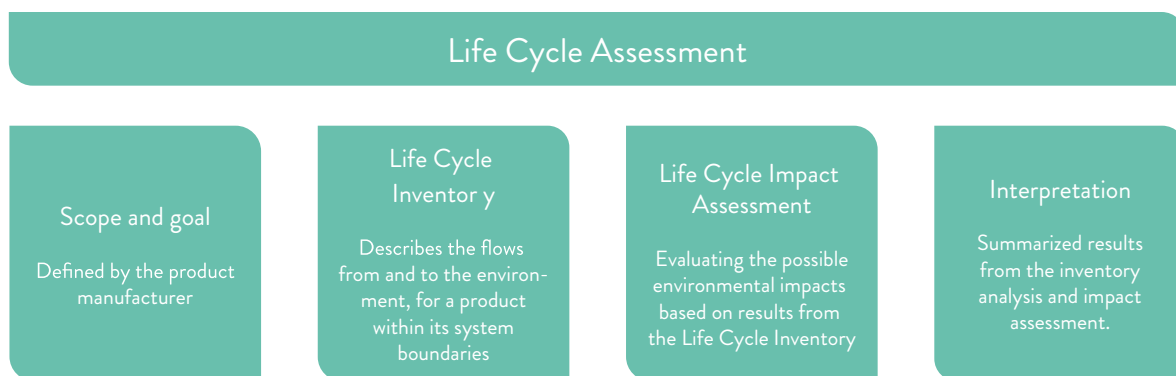 Life Cycle Assessment
Scope and goal
Defined by the product
manufacturer
Life Cycle
Inventor y
Describes the flows
from and to the environ-
ment, for a product
within its system
boundaries
Life Cycle Impact
Assessment
Evaluating the possible
environmental impacts
based on results from
the Life Cycle Inventory
Interpretation
Summarized results
from the inventory
analysis and impact
assessment.